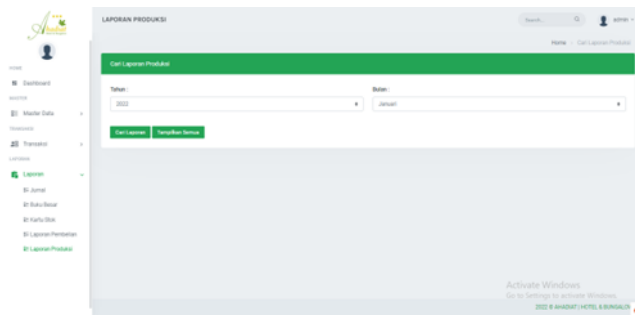 LAPORAN PRODUKSI
Search...
admin
Home
Cari Laporan Produksi
HOME
Dashboard
MASTER
Master Data
TRANSAKSI
Transaksi
LAPORAN
Laporan
Jurnal
Buku Besar
Kartu Stok
Laporan Pembelian
Laporan Produksi
Cari Laporan Produksi
Tahun :
Bulan :
2022
Januari
Cari Laporan
Tampilkan Semua
Activate Windows
Go to Settings to activate Windows.
2022 © AHADIAT | HOTEL & BUNGALOW